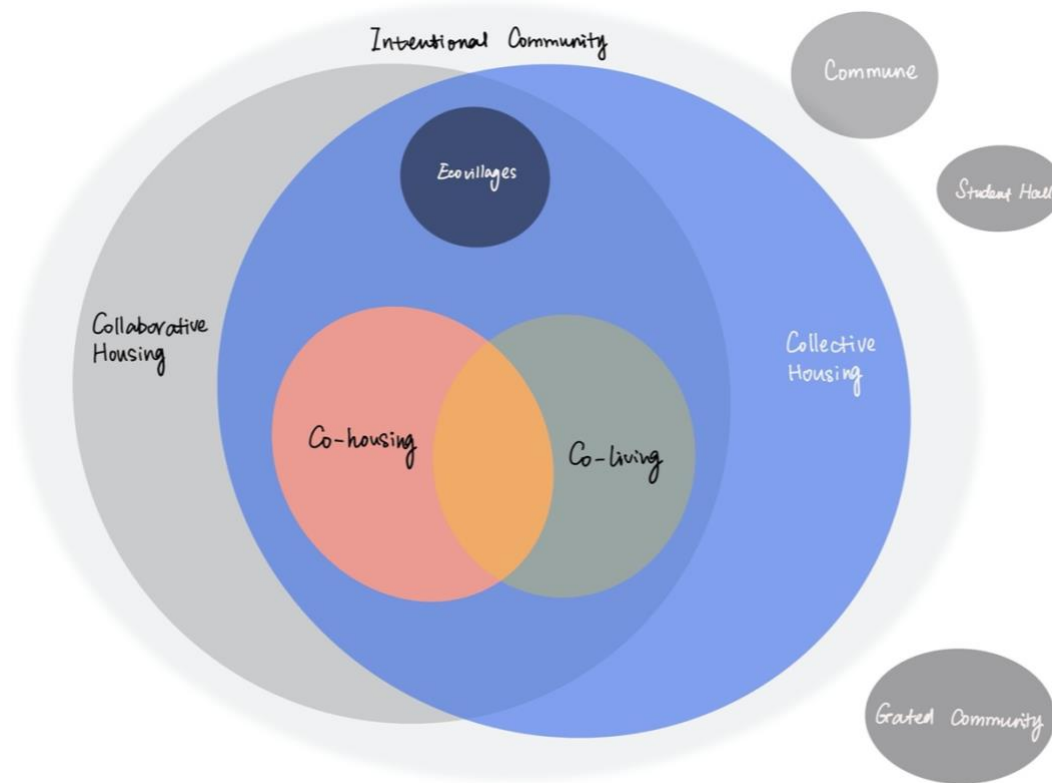 Intentional Community
Commune
Ecovillages
Student Hall
Collaborative
Housing
Collective
Housing
Co-housing
Co-living
Gated Community